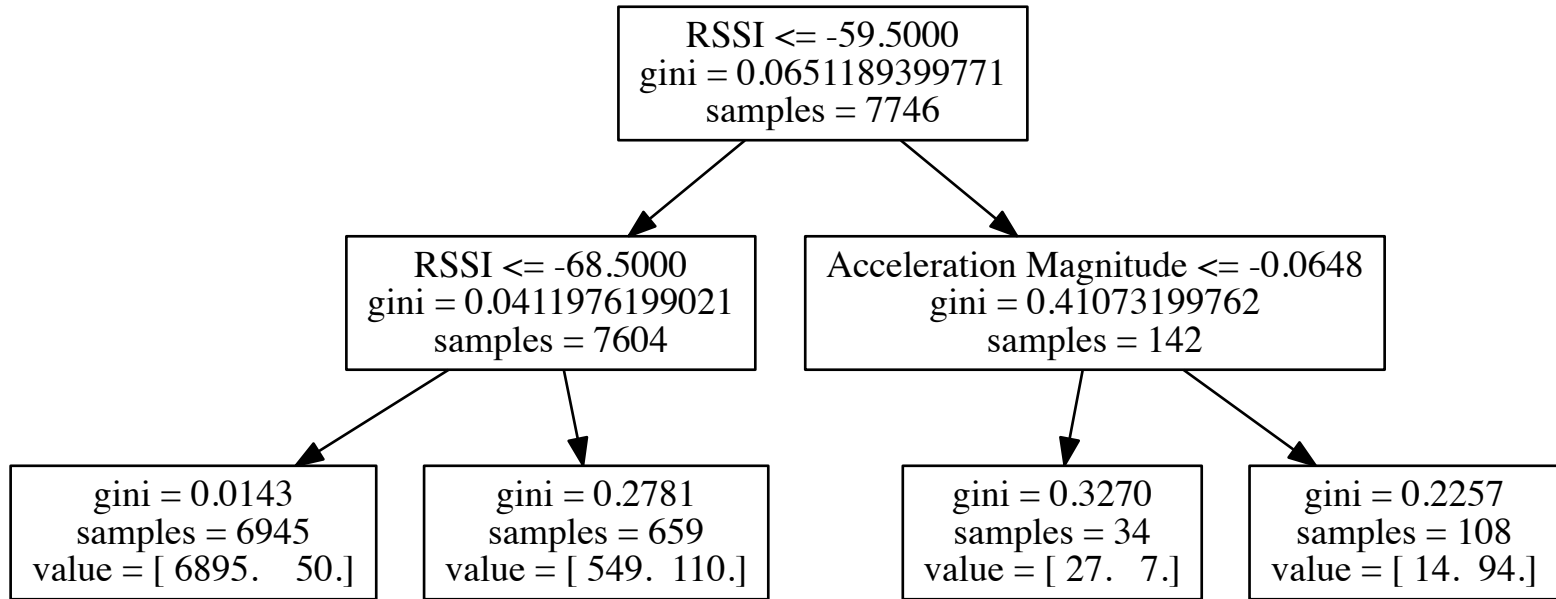 RSSI <= -59.5000
gini = 0.0651189399771
samples = 7746
RSSI <= -68.5000
gini = 0.0411976199021
samples = 7604
Acceleration Magnitude <= -0.0648
gini = 0.41073199762
samples = 142
gini = 0.0143
samples = 6945
value = [ 6895.    50.]
gini = 0.2781
samples = 659
value = [ 549.  110.]
gini = 0.3270
samples = 34
value = [ 27.   7.]
gini = 0.2257
samples = 108
value = [ 14.  94.]